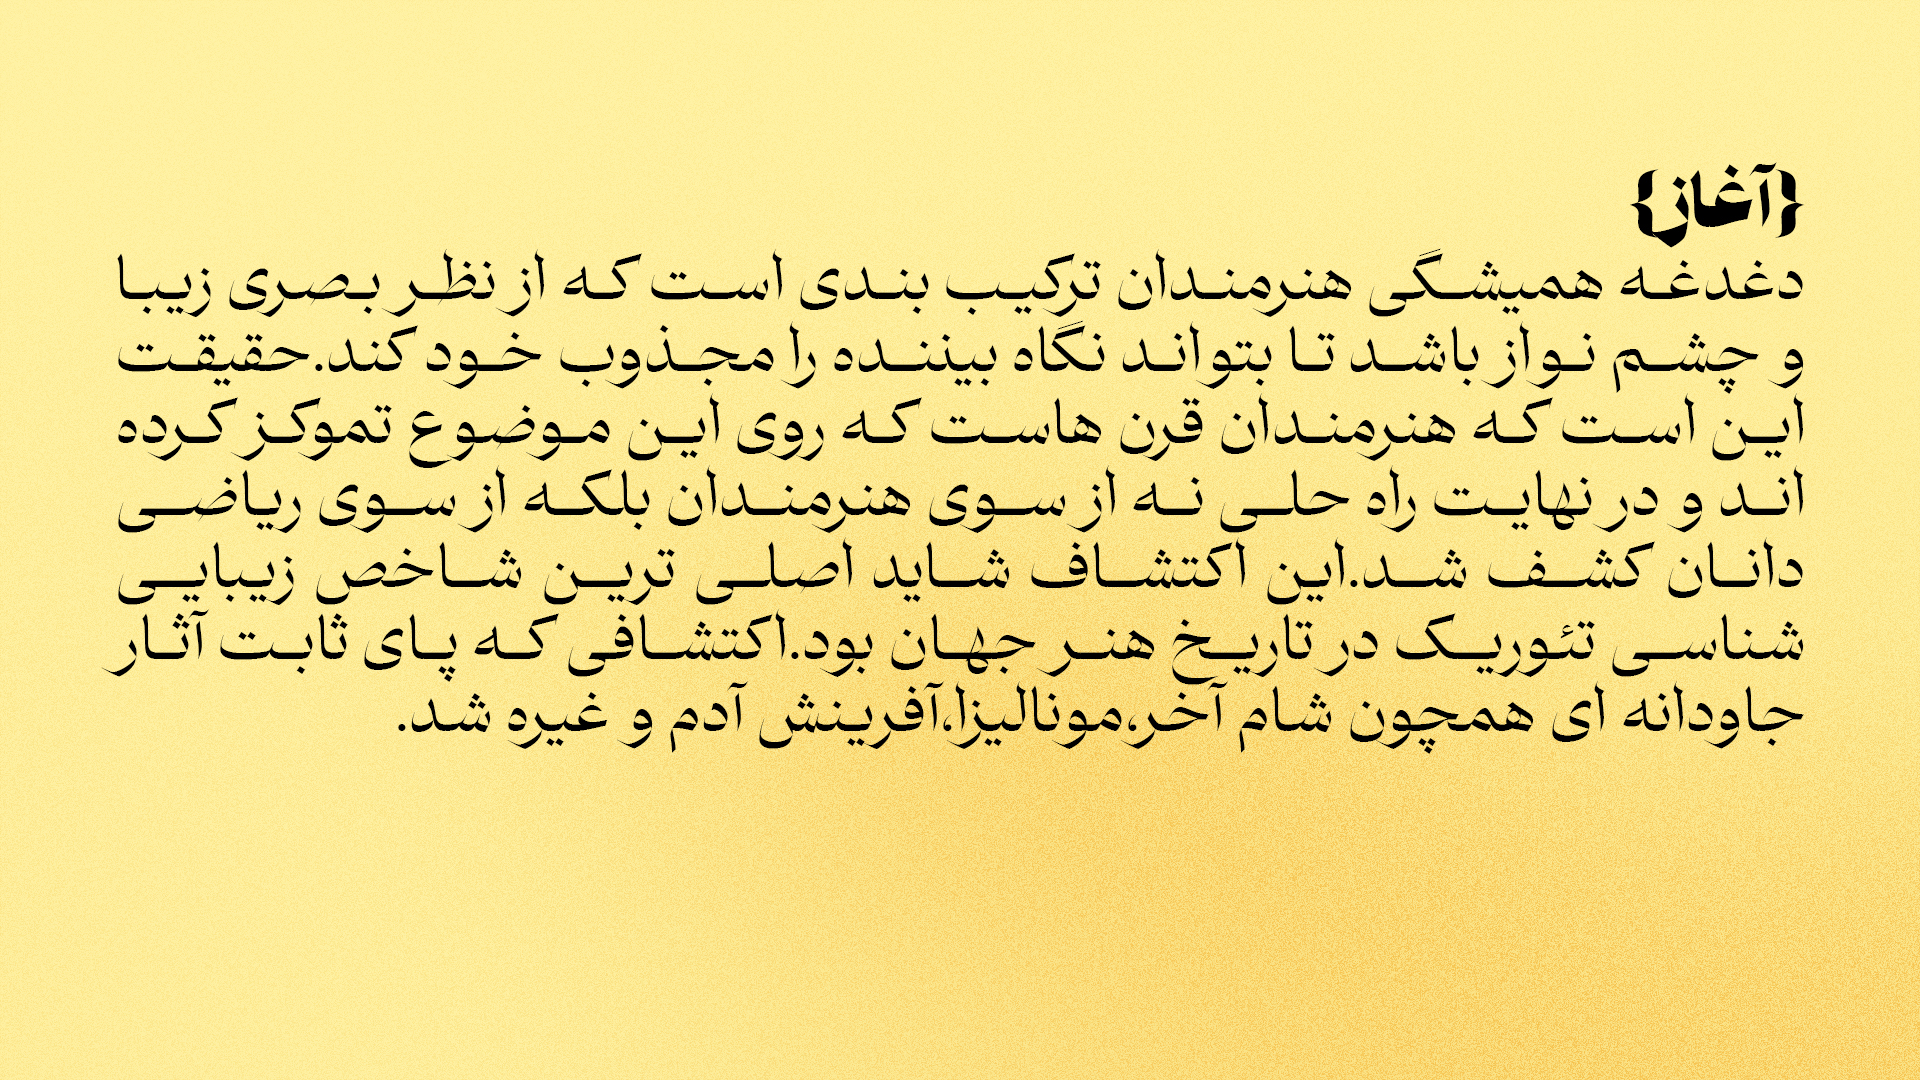 {آغاز}
دغدغه همیشگی هنرمندان ترکیب بندی است که از نظر بصری زیبا
و چشم نواز باشد تا بتواند نگاه بیننده را مجذوب خود کند.حقیقت
این است که هنرمندان قرن هاست که روی این موضوع تموکز کرده
اند و در نهایت راه حلی نه از سوی هنرمندان بلکه از سوی ریاضی
دانان کشف شد.این اکتشاف شاید اصلی ترین شاخص زیبایی
شناسی تئوریک در تاریخ هنر جهان بود.اکتشافی که پای ثابت آثار
جاودانه ای همچون شام آخر،مونالیزا،آفرینش آدم و غیره شد.